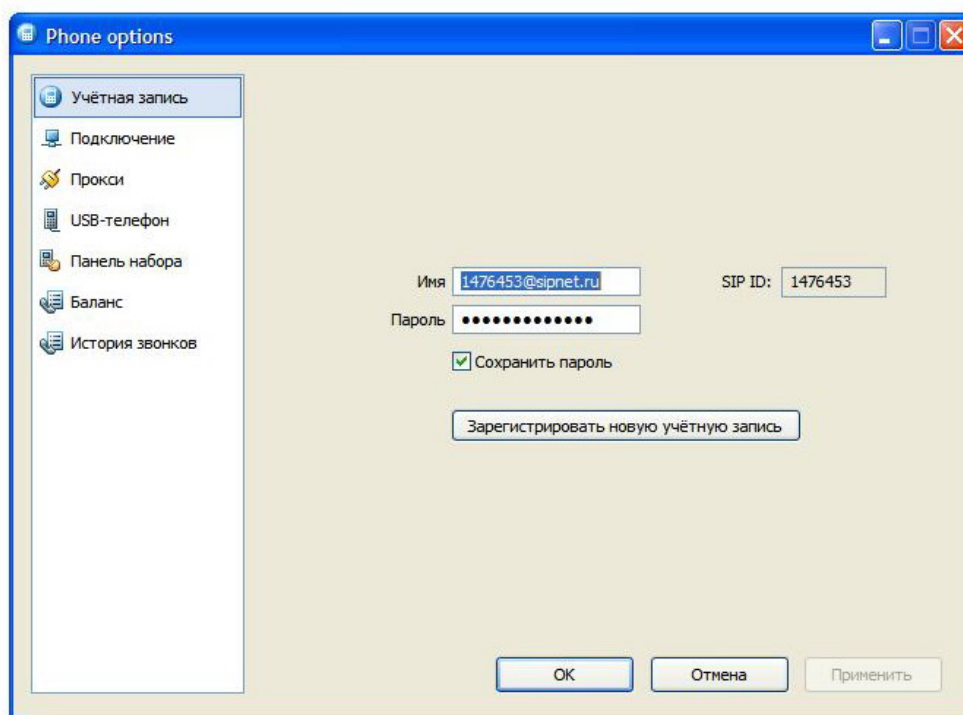 Phone options
Учётная запись
Подключение
Прокси
USB-телефон
Панель набора
Баланс
История звонков
Имя 1476453@sipnet.ru SIP ID: 1476453
Пароль •••••••••••••
Сохранить пароль
Зарегистрировать новую учётную запись
OK Отмена Применить